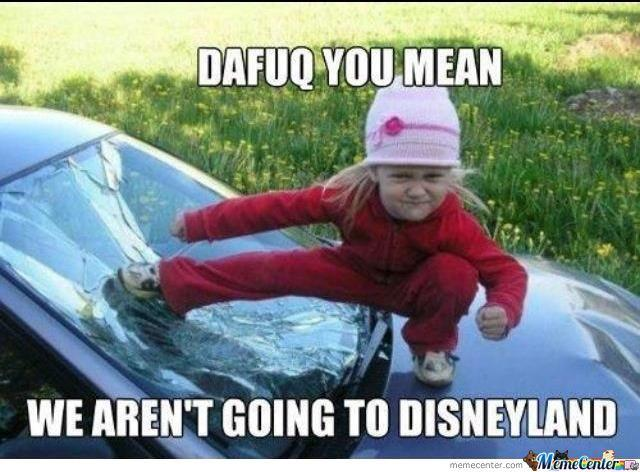 DAFUQ YOU MEAN
WE AREN'T GOING TO DISNEYLAND
memecenter.com MemeCenter